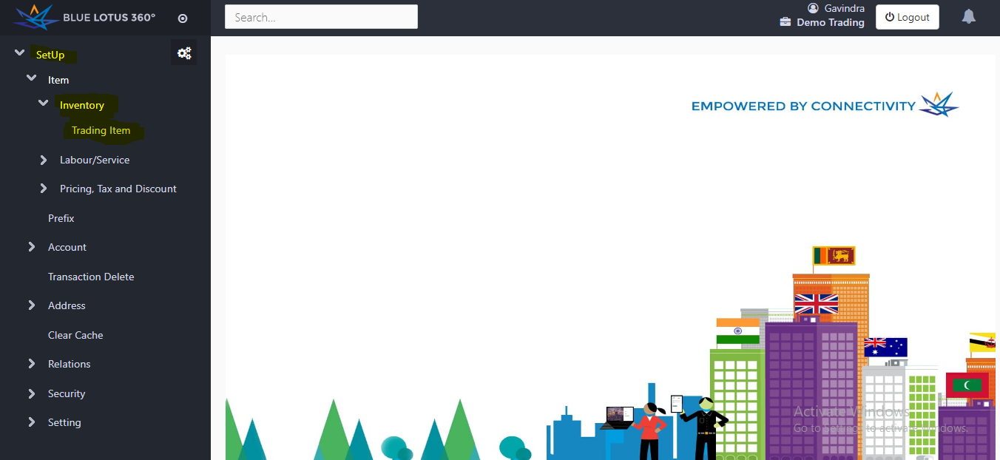 BLUE LOTUS 360°
Search...
Gavindra
Demo Trading
Logout
SetUp
Item
Inventory
Trading Item
Labour/Service
Pricing, Tax and Discount
Prefix
Account
Transaction Delete
Address
Clear Cache
Relations
Security
Setting
EMPOWERED BY CONNECTIVITY
Activate Windows
Go to Settings to activate Windows.